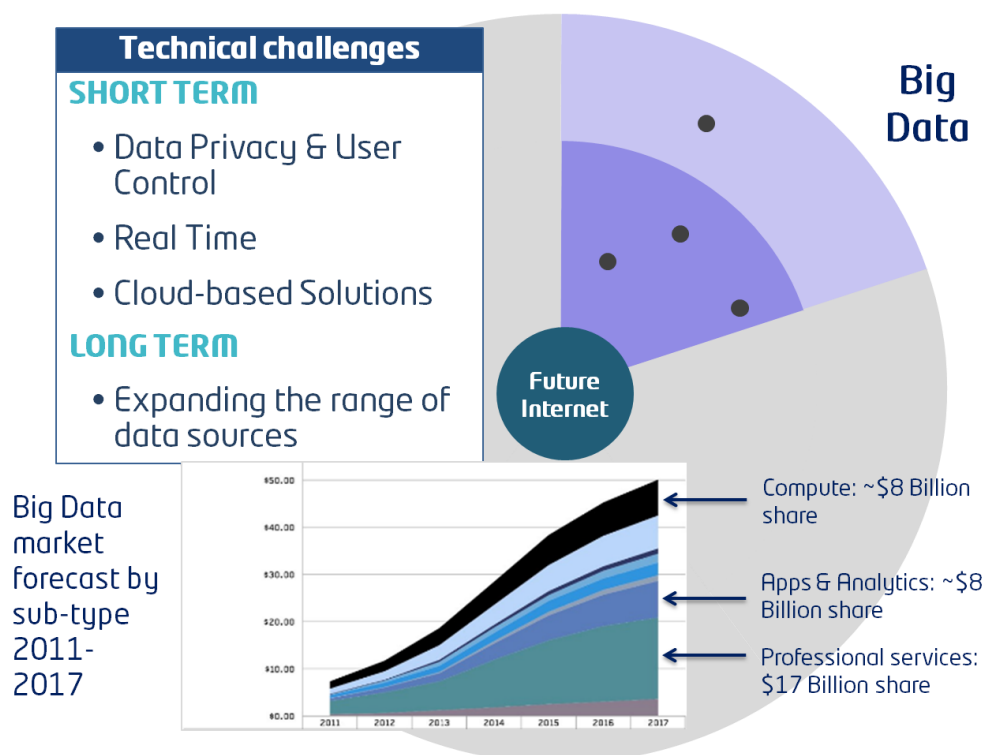 Technical challenges
SHORT TERM
• Data Privacy & User
Control
• Real Time
• Cloud-based Solutions
LONG TERM
• Expanding the range of
data sources
Big
Data
Future
Internet
Big Data
market
forecast by
sub-type
2011-
2017
$50.00
$40.00
$30.00
$20.00
$10.00
$0.00
2011 2012 2013 2014 2015 2016 2017
Compute: ~$8 Billion
share
Apps & Analytics: ~$8
Billion share
Professional services:
$17 Billion share